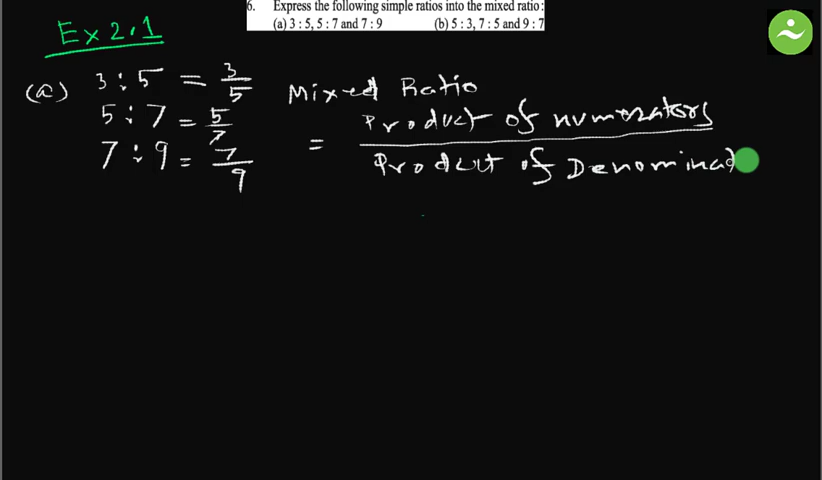 6. Express the following simple ratios into the mixed ratio:
(a) 3 : 5, 5 : 7 and 7 : 9 (b) 5 : 3, 7 : 5 and 9 : 7
Ex 2.1
(a) 3 : 5 = 3/5
5 : 7 = 5/7
7 : 9 = 7/9
Mixed Ratio
= Product of numerators
Product of Denominat